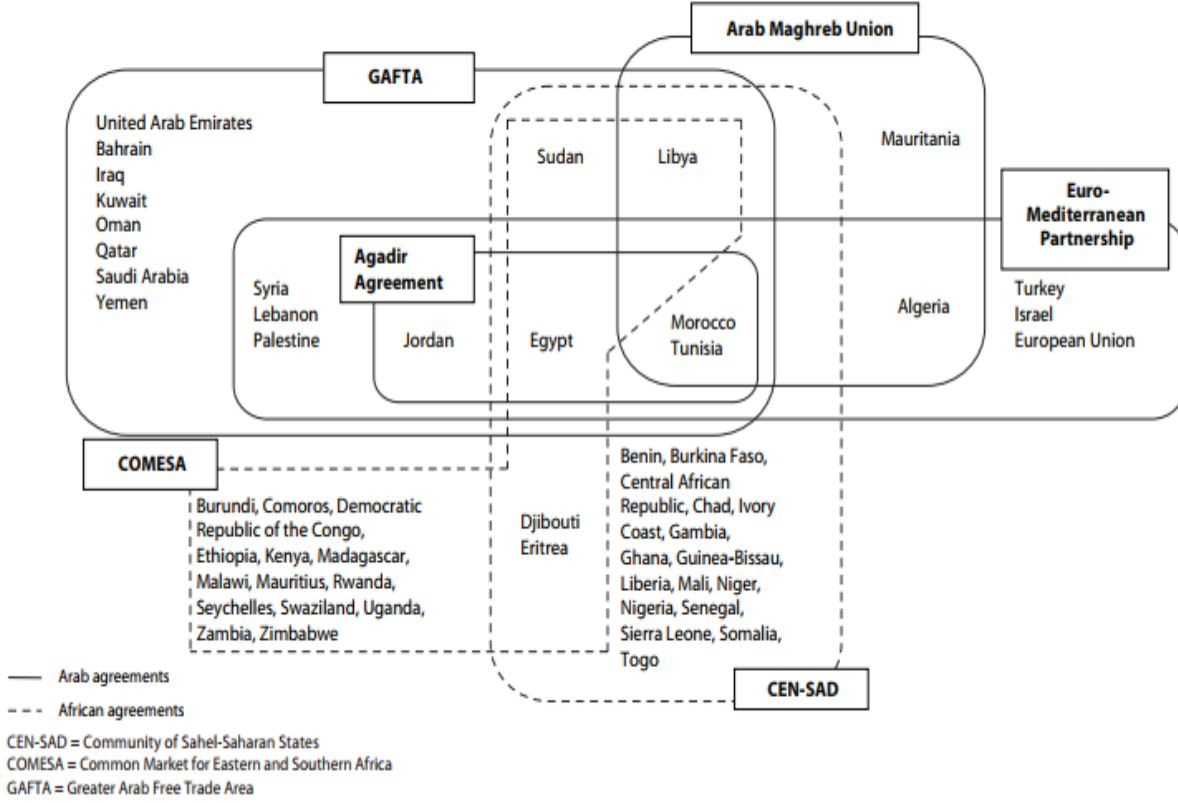 Arab Maghreb Union
GAFTA
United Arab Emirates
Bahrain
Iraq
Kuwait
Oman
Qatar
Saudi Arabia
Yemen
Sudan
Libya
Mauritania
Euro-
Mediterranean
Partnership
Agadir
Agreement
Syria
Lebanon
Palestine
Jordan
Egypt
Morocco
Tunisia
Algeria
Turkey
Israel
European Union
COMESA
Burundi, Comoros, Democratic
Republic of the Congo,
Ethiopia, Kenya, Madagascar,
Malawi, Mauritius, Rwanda,
Seychelles, Swaziland, Uganda,
Zambia, Zimbabwe
Djibouti
Eritrea
Benin, Burkina Faso,
Central African
Republic, Chad, Ivory
Coast, Gambia,
Ghana, Guinea-Bissau,
Liberia, Mali, Niger,
Nigeria, Senegal,
Sierra Leone, Somalia,
Togo
CEN-SAD
Arab agreements
African agreements
CEN-SAD = Community of Sahel-Saharan States
COMESA = Common Market for Eastern and Southern Africa
GAFTA = Greater Arab Free Trade Area